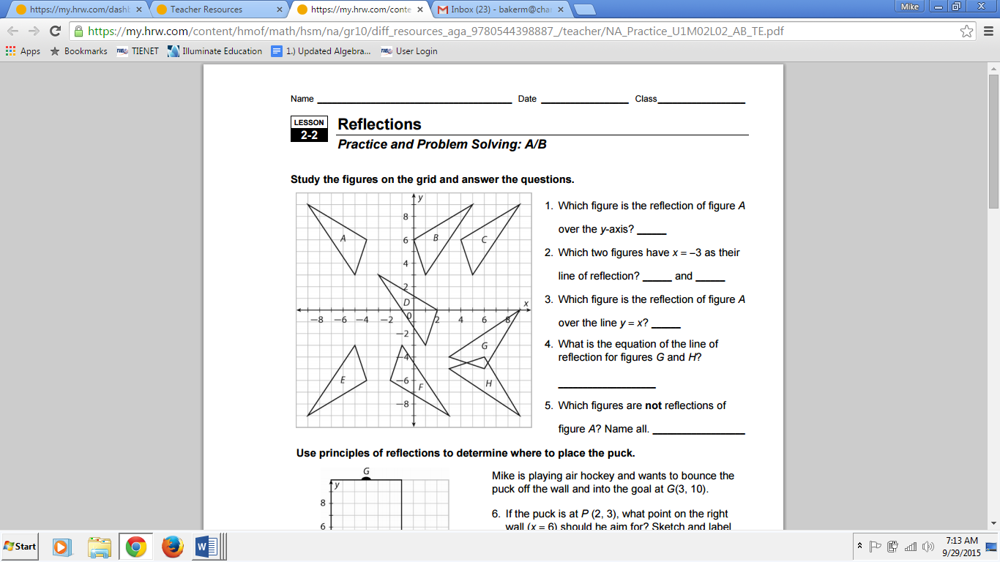 https://my.hrw.com/dashb
Teacher Resources
https://my.hrw.com/conte
Inbox (23) - bakerm@cha
Mike
https://my.hrw.com/content/hmof/math/hsm/na/gr10/diff_resources_aga_9780544398887_/teacher/NA_Practice_U1M02L02_AB_TE.pdf
Apps Bookmarks TIENET Illuminate Education 1.) Updated Algebra... User Login
Name Date Class
LESSON
2-2
Reflections
Practice and Problem Solving: A/B
Study the figures on the grid and answer the questions.
y
8
6
4
2
A B C
D
x
−8 −6 −4 −2 0 2 4 6 8
−2
−4
−6
−8
G
E F H
1. Which figure is the reflection of figure A
over the y-axis? _____
2. Which two figures have x = −3 as their
line of reflection? _____ and _____
3. Which figure is the reflection of figure A
over the line y = x? _____
4. What is the equation of the line of
reflection for figures G and H?
5. Which figures are not reflections of
figure A? Name all.
Use principles of reflections to determine where to place the puck.
G
y
8
6
Mike is playing air hockey and wants to bounce the
puck off the wall and into the goal at G(3, 10).
6. If the puck is at P (2, 3), what point on the right
wall (x = 6) should he aim for? Sketch and label
Start
7:13 AM
9/29/2015